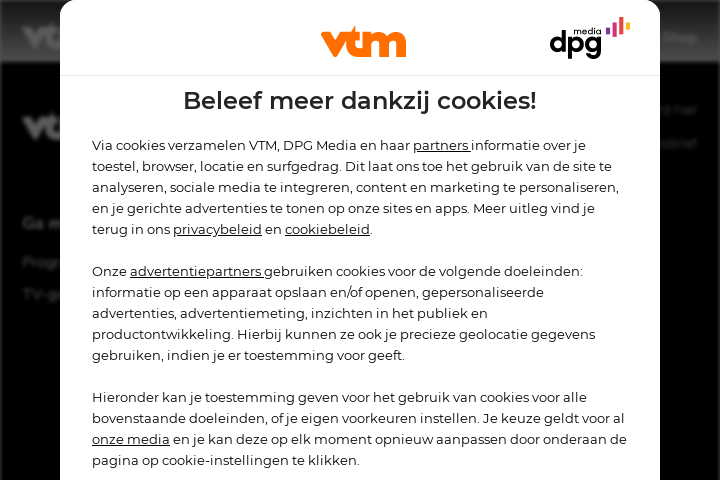 vtm
dpg media
Beleef meer dankzij cookies!
Via cookies verzamelen VTM, DPG Media en haar partners informatie over je
toestel, browser, locatie en surfgedrag. Dit laat ons toe het gebruik van de site te
analyseren, sociale media te integreren, content en marketing te personaliseren,
en je gerichte advertenties te tonen op onze sites en apps. Meer uitleg vind je
terug in ons privacybeleid en cookiebeleid.
Onze advertentiepartners gebruiken cookies voor de volgende doeleinden:
informatie op een apparaat opslaan en/of openen, gepersonaliseerde
advertenties, advertentiemeting, inzichten in het publiek en
productontwikkeling. Hierbij kunnen ze ook je precieze geolocatie gegevens
gebruiken, indien je er toestemming voor geeft.
Hieronder kan je toestemming geven voor het gebruik van cookies voor alle
bovenstaande doeleinden, of je eigen voorkeuren instellen. Je keuze geldt voor al
onze media en je kan deze op elk moment opnieuw aanpassen door onderaan de
pagina op cookie-instellingen te klikken.